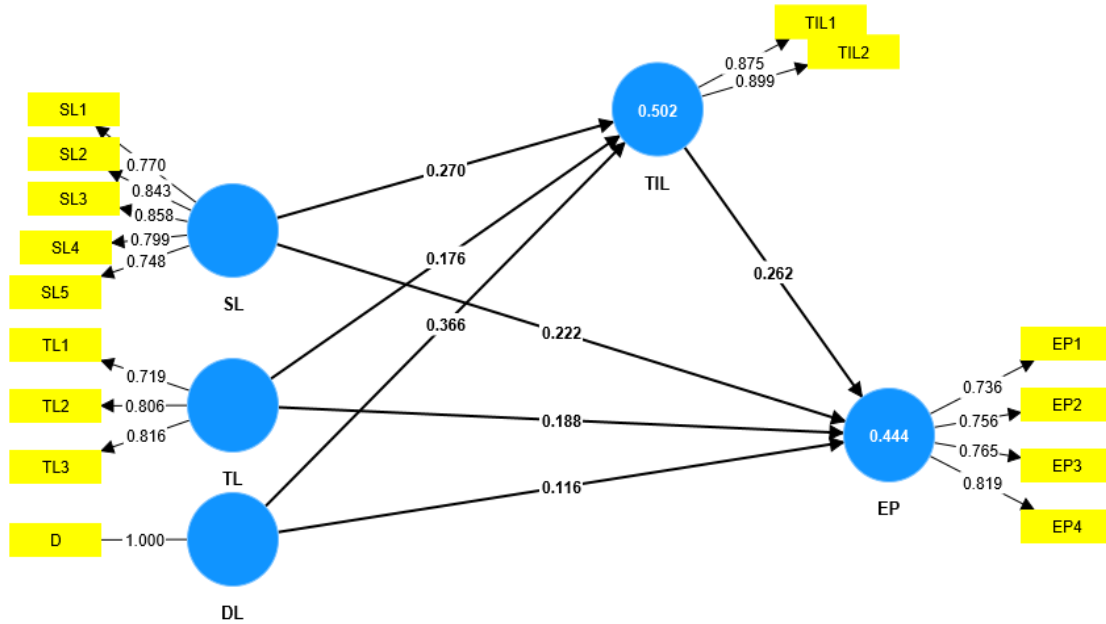 TIL1
TIL2
0.875
0.899
0.502
TIL
SL1
SL2
SL3
SL4
SL5
0.770
0.843
0.858
0.799
0.748
SL
0.270
0.176
0.366
0.262
0.222
TL1
TL2
TL3
0.719
0.806
0.816
TL
0.188
0.116
D
1.000
DL
0.444
EP
0.736
0.756
0.765
0.819
EP1
EP2
EP3
EP4